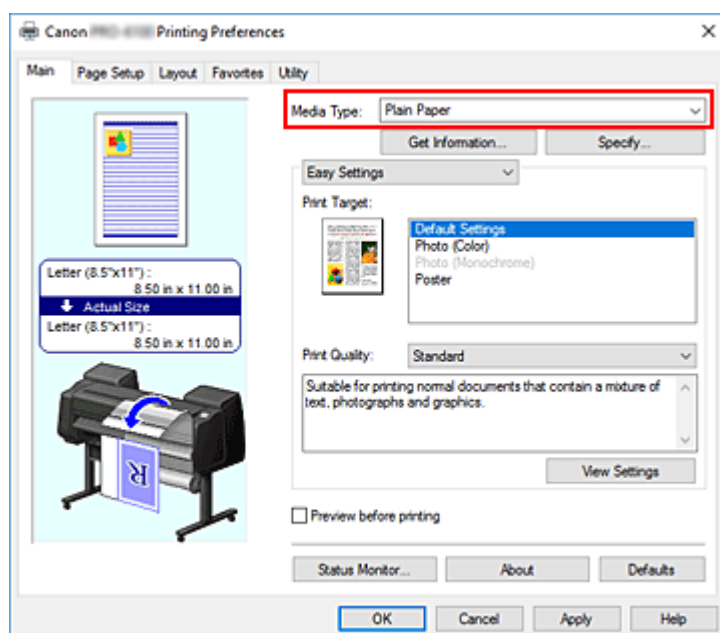 Canon Printing Preferences
Main Page Setup Layout Favorites Utility
Media Type: Plain Paper
Get Information... Specify...
Easy Settings
Print Target:
Default Settings
Photo (Color)
Photo (Monochrome)
Poster
Letter (8.5"x11") :
8.50 in x 11.00 in
Actual Size
Letter (8.5"x11") :
8.50 in x 11.00 in
R
Print Quality: Standard
Suitable for printing normal documents that contain a mixture of
text, photographs and graphics.
View Settings
Preview before printing
Status Monitor... About Defaults
OK Cancel Apply Help